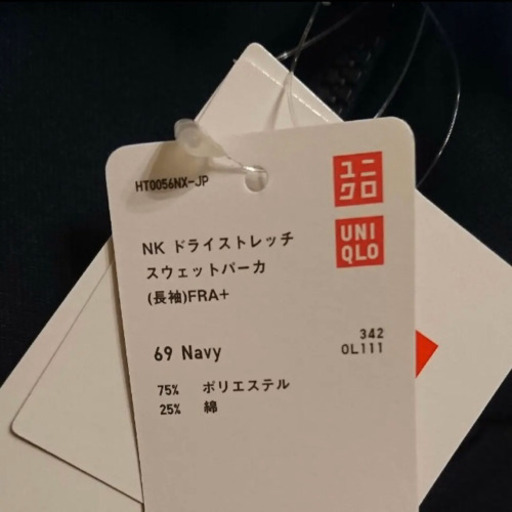 HT0056NX-JP
ユニ
クロ
UNI
QLO
NK ドライストレッチ
スウェットパーカ
(長袖)FRA+
69 Navy
342
OL111
75% ポリエステル
25% 綿